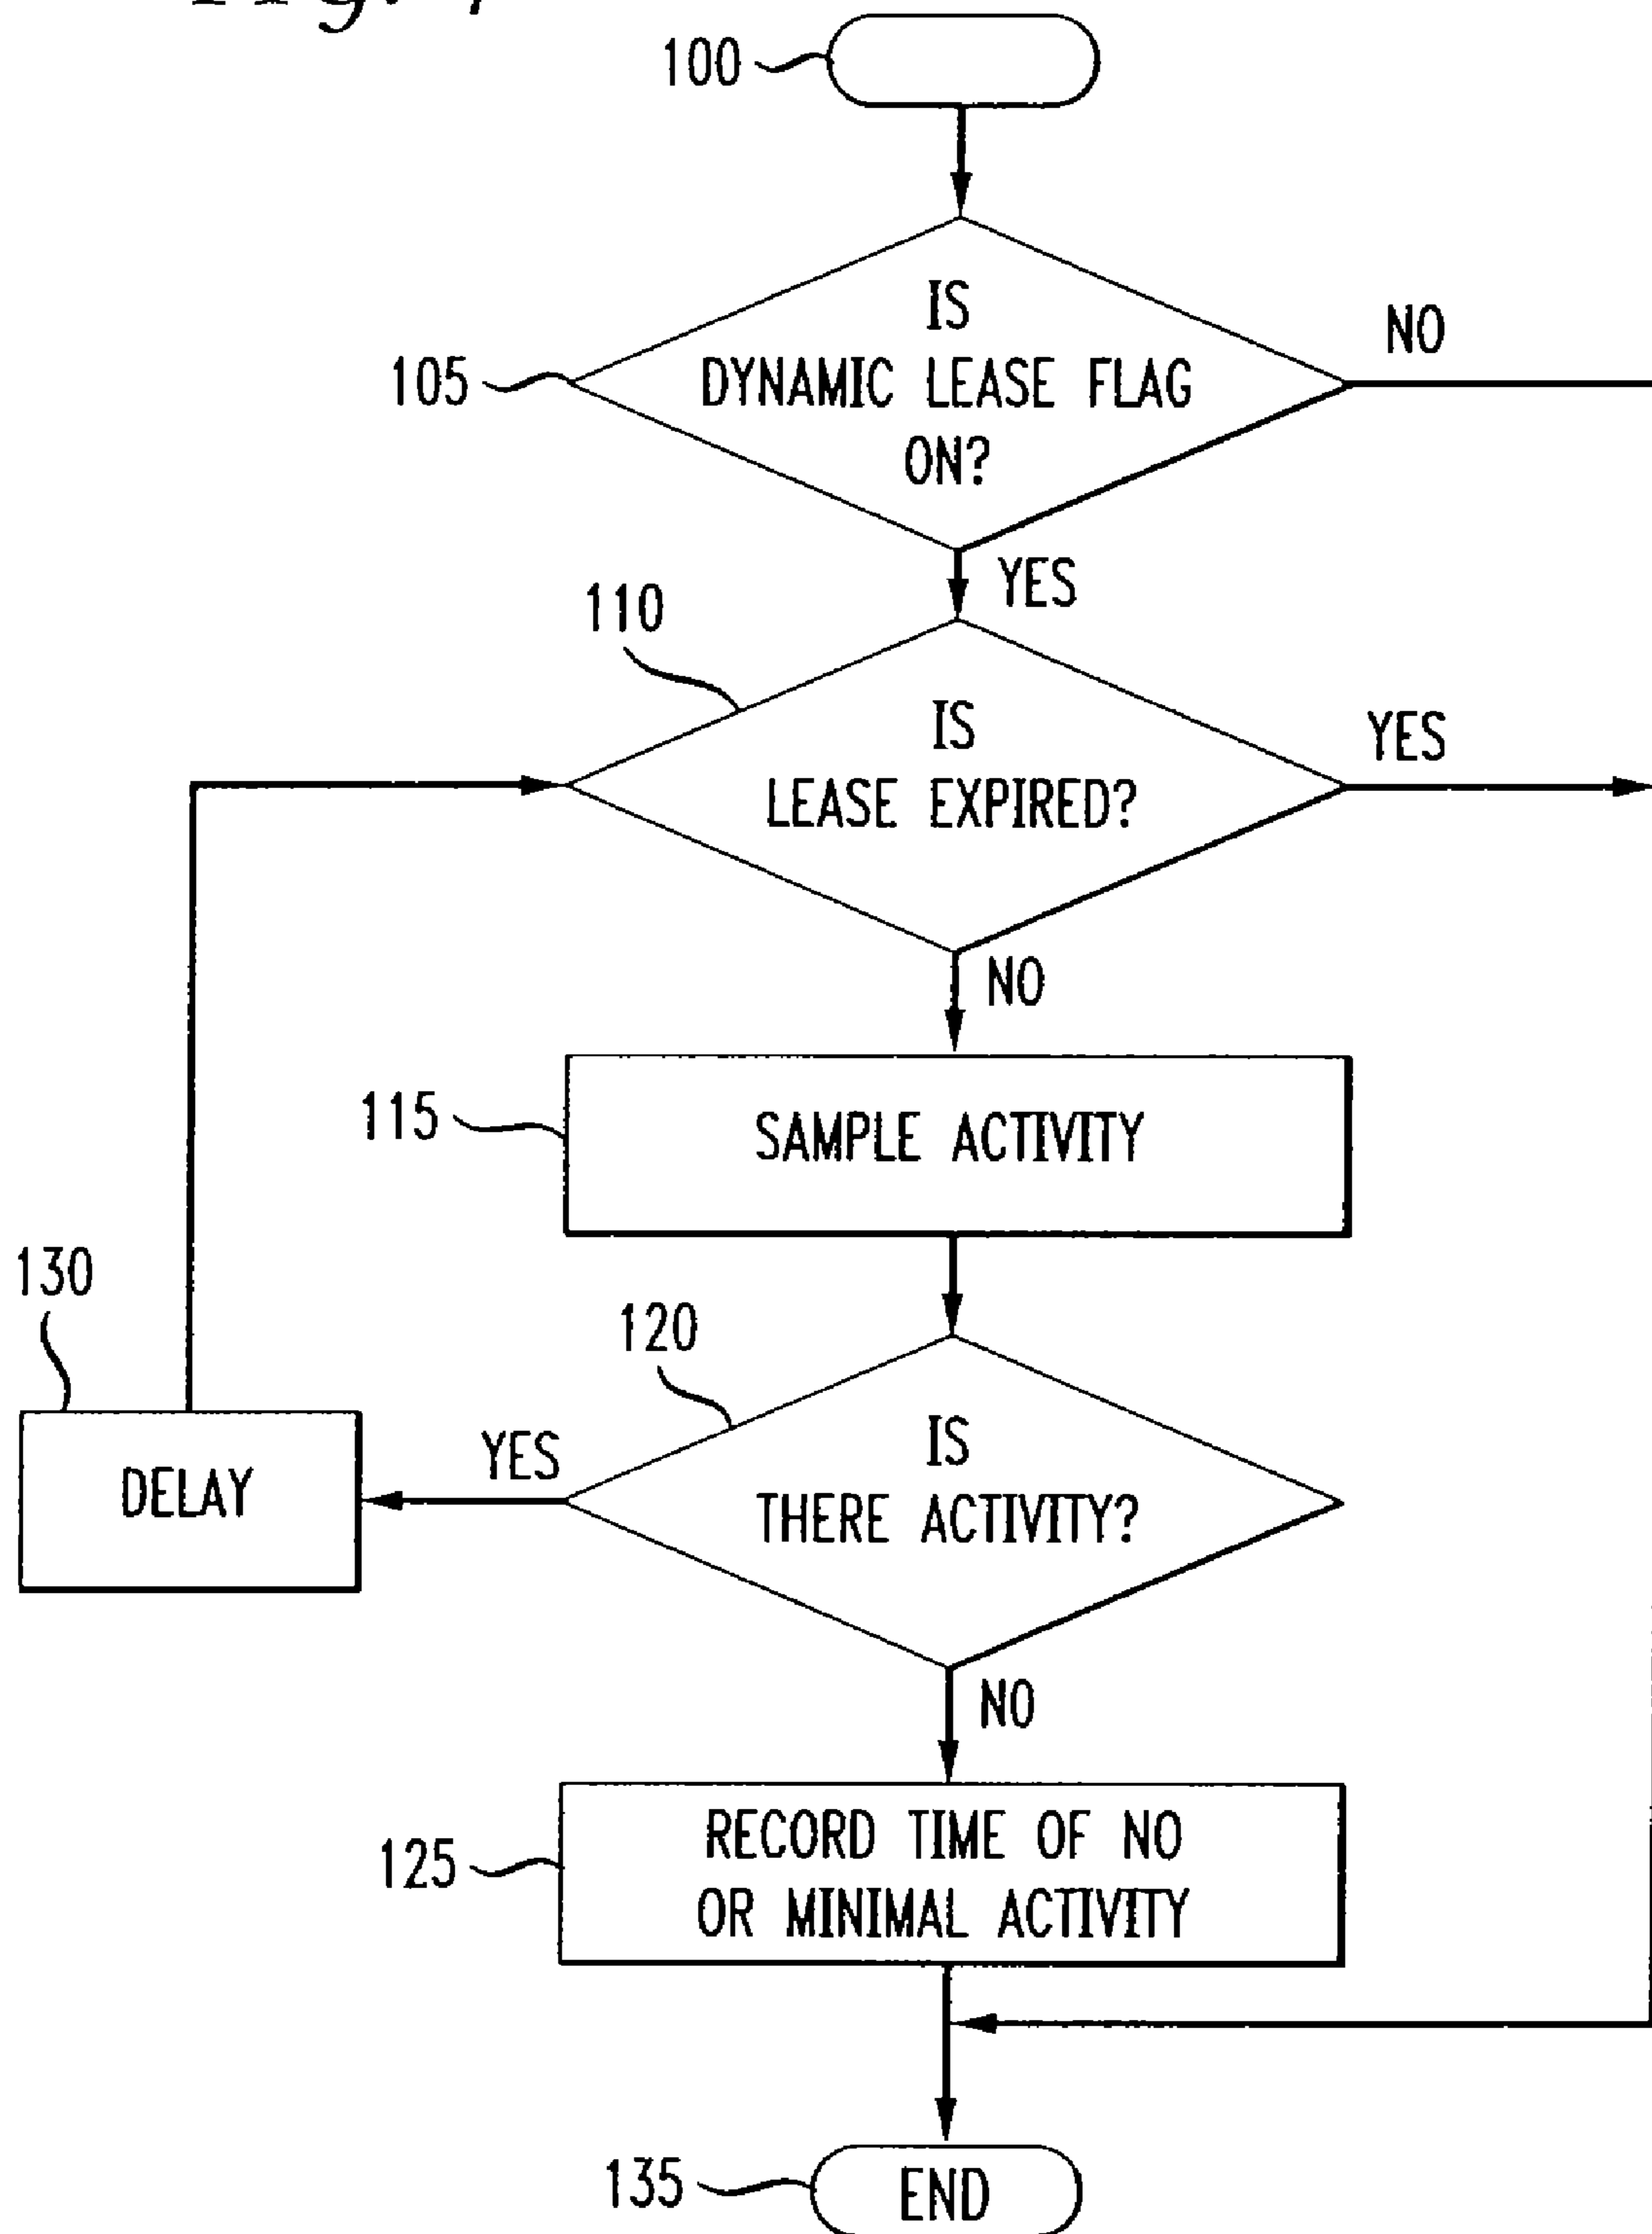 100
IS
DYNAMIC LEASE FLAG
ON?
105
NO
YES
110
IS
LEASE EXPIRED?
YES
NO
115
SAMPLE ACTIVITY
130
120
DELAY
YES
IS
THERE ACTIVITY?
NO
125
RECORD TIME OF NO
OR MINIMAL ACTIVITY
135
END